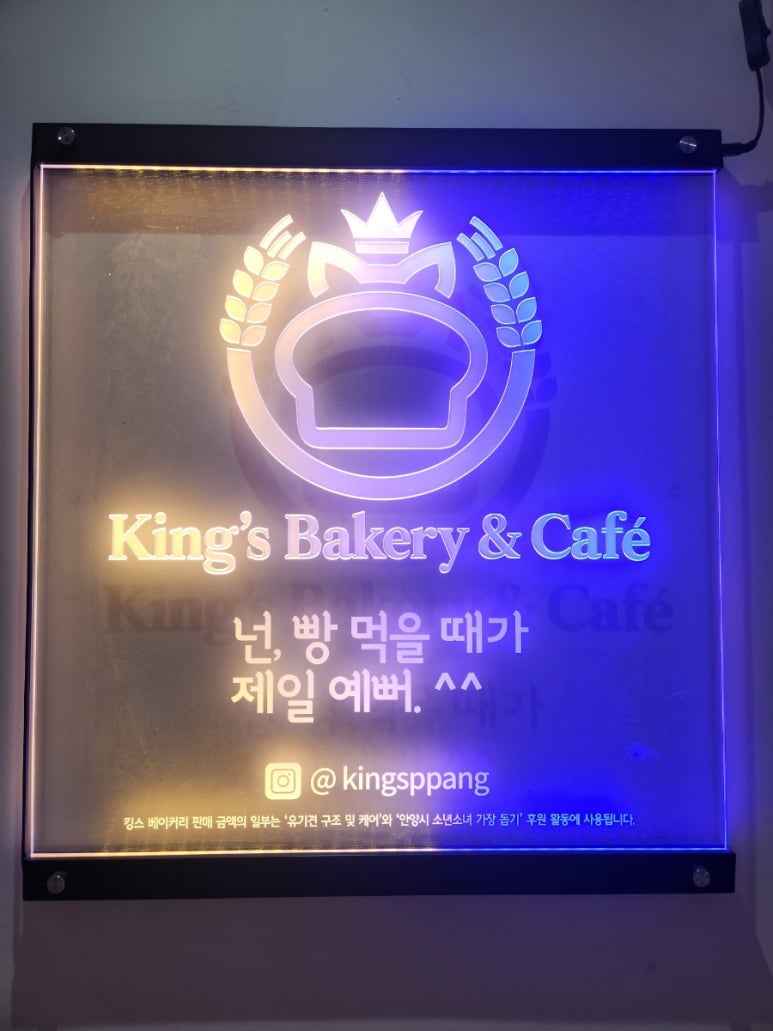 King's Bakery & Café
넌, 빵 먹을 때가
제일 예뻐. ^^
@kingsppang
킹스 베이커리 판매 금액의 일부는 '유기견 구조 및 케어'와 '안양시 소년소녀 가장 돕기' 후원 활동에 사용됩니다.